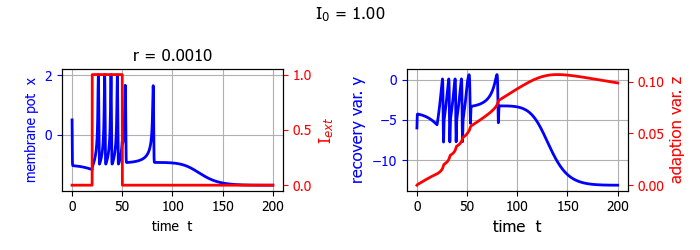 I₀ = 1.00
r = 0.0010
membrane pot x
2
0
1.0
0.5
0.0
I_ext
0 50 100 150 200
time t
recovery var. y
0
−5
−10
0.10
0.05
0.00
adaption var. z
0 50 100 150 200
time t